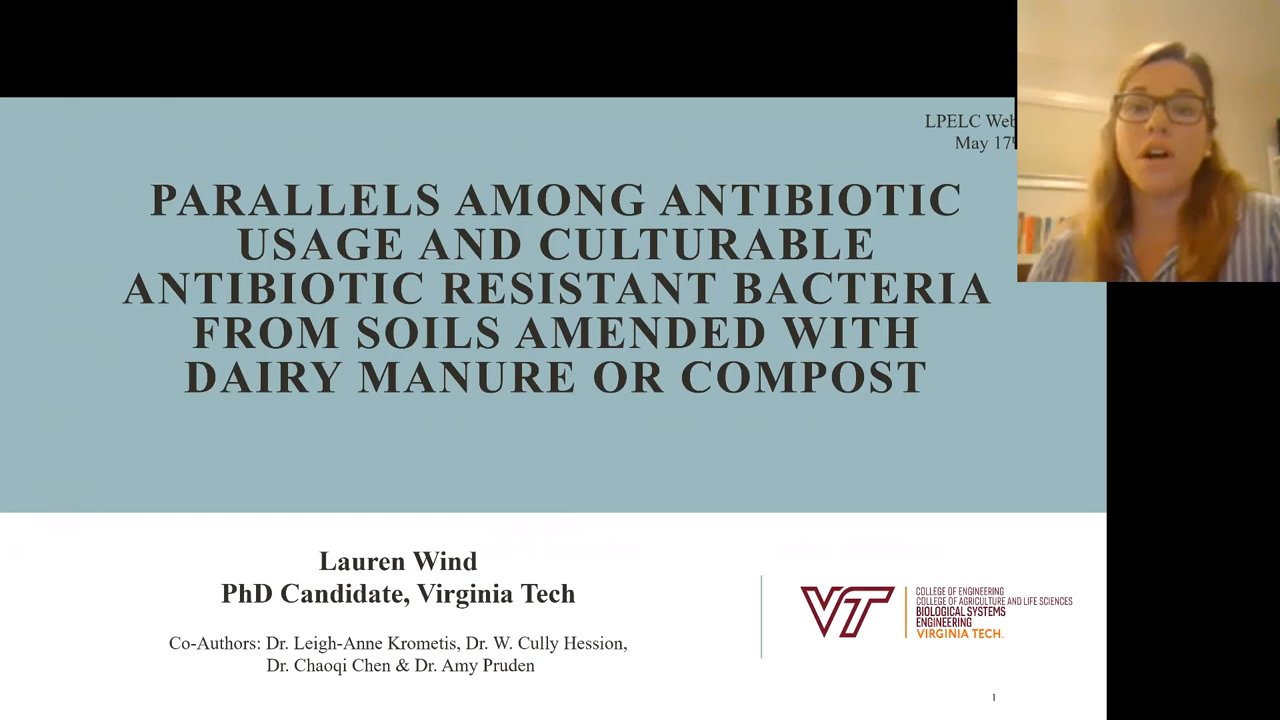 LPELC
May 17
PARALLELS AMONG ANTIBIOTIC
USAGE AND CULTURABLE
ANTIBIOTIC RESISTANT BACTERIA
FROM SOILS AMENDED WITH
DAIRY MANURE OR COMPOST
Lauren Wind
PhD Candidate, Virginia Tech
Co-Authors: Dr. Leigh-Anne Krometis, Dr. W. Cully Hession,
Dr. Chaoqi Chen & Dr. Amy Pruden
VT
COLLEGE OF ENGINEERING
COLLEGE OF AGRICULTURE AND LIFE SCIENCES
BIOLOGICAL SYSTEMS
ENGINEERING
VIRGINIA TECH.
1